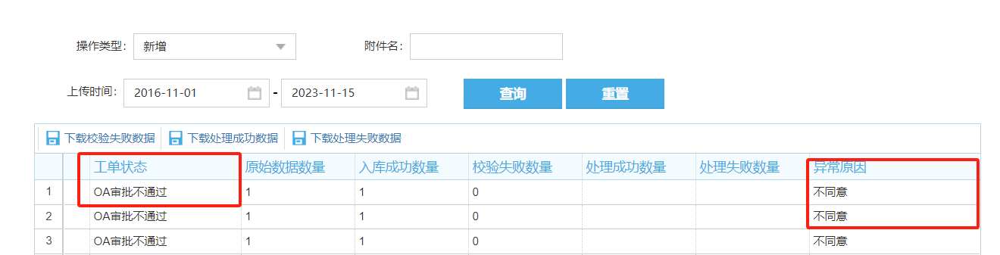 操作类型： 新增 附件名：
上传时间： 2016-11-01 - 2023-11-15 查询 重置
下载校验失败数据 下载处理成功数据 下载处理失败数据
工单状态 原始数据数量 入库成功数量 校验失败数量 处理成功数量 处理失败数量 异常原因
1 OA审批不通过 1 1 0 不同意
2 OA审批不通过 1 1 0 不同意
3 OA审批不通过 1 1 0 不同意